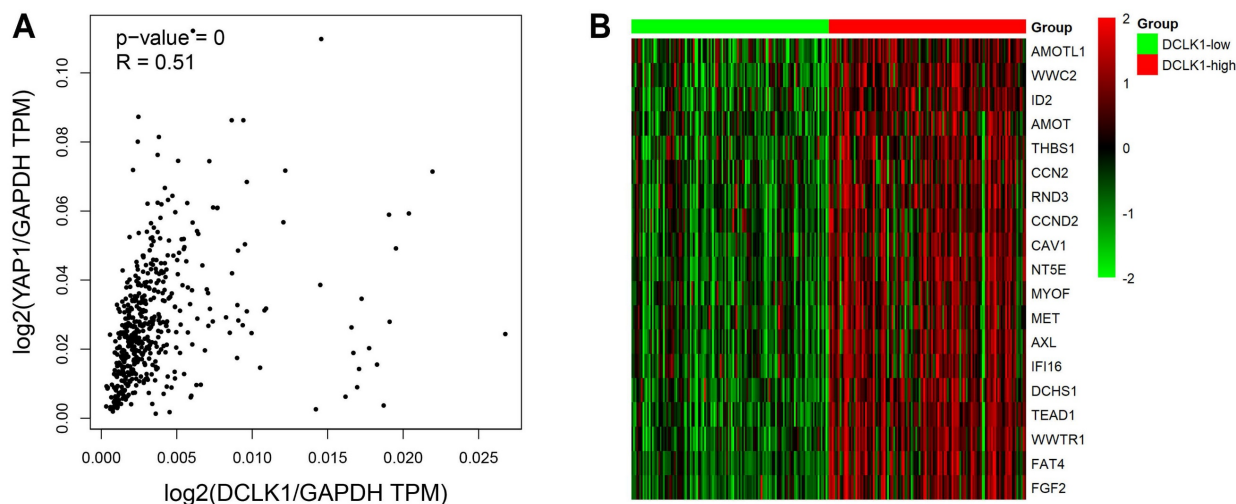 A
p-value = 0
R = 0.51
log2(YAP1/GAPDH TPM)
0.10
0.08
0.06
0.04
0.02
0.00
0.000
0.005
0.010
0.015
0.020
0.025
log2(DCLK1/GAPDH TPM)
B
Group
AMOTL1
WWC2
ID2
AMOT
THBS1
CCN2
RND3
CCND2
CAV1
NT5E
MYOF
MET
AXL
IFI16
DCHS1
TEAD1
WWTR1
FAT4
FGF2
2
1
0
-1
-2
Group
DCLK1-low
DCLK1-high